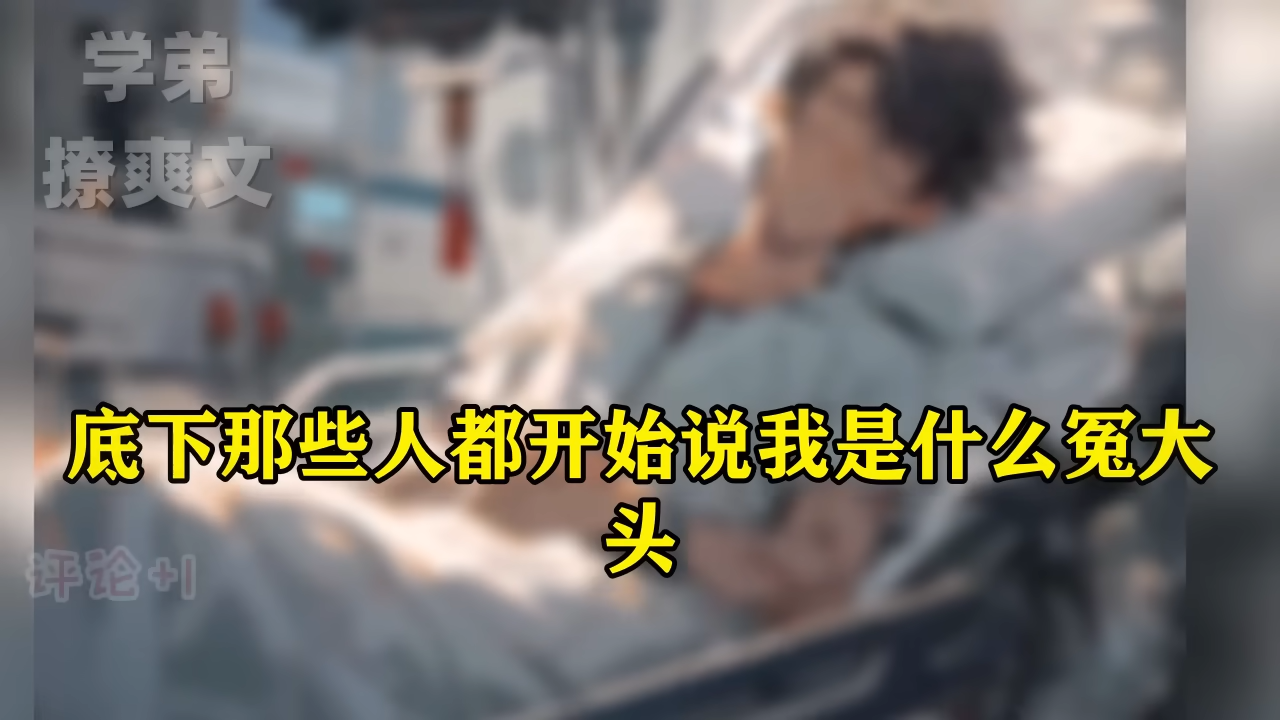 学弟
撩爽文
底下那些人都开始说我是什么冤大
头
评论+1